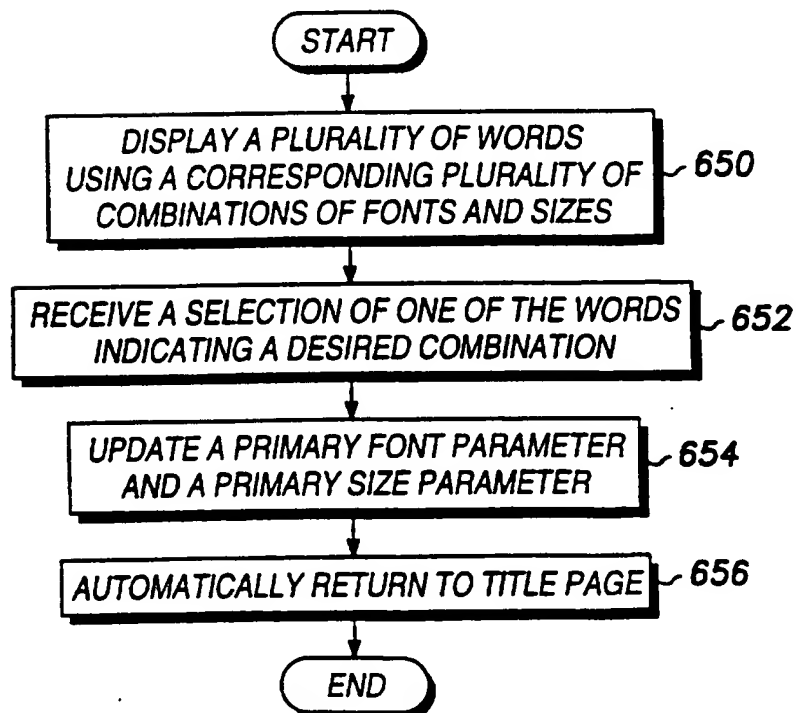 START
DISPLAY A PLURALITY OF WORDS
USING A CORRESPONDING PLURALITY OF
COMBINATIONS OF FONTS AND SIZES
650
RECEIVE A SELECTION OF ONE OF THE WORDS
INDICATING A DESIRED COMBINATION
652
UPDATE A PRIMARY FONT PARAMETER
AND A PRIMARY SIZE PARAMETER
654
AUTOMATICALLY RETURN TO TITLE PAGE
656
END